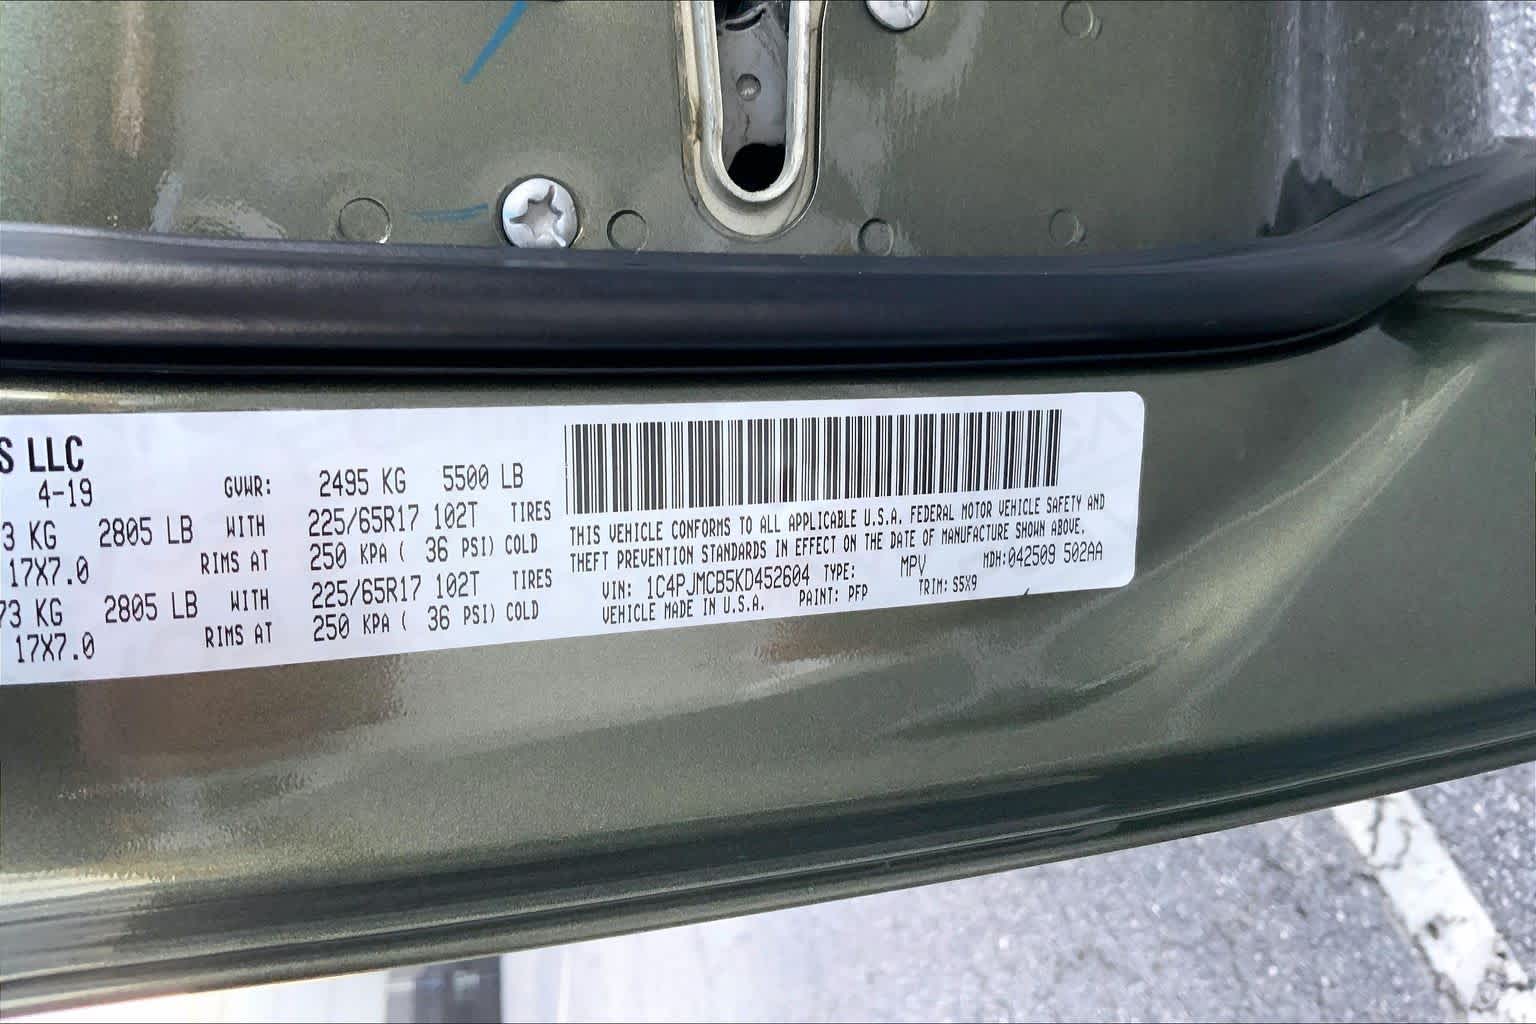 S LLC
4-19 GVWR: 2495 KG 5500 LB
3 KG 2805 LB WITH 225/65R17 102T TIRES
17X7.0 RIMS AT 250 KPA ( 36 PSI) COLD
73 KG 2805 LB WITH 225/65R17 102T TIRES
17X7.0 RIMS AT 250 KPA ( 36 PSI) COLD
THIS VEHICLE CONFORMS TO ALL APPLICABLE U.S.A. FEDERAL MOTOR VEHICLE SAFETY AND
THEFT PREVENTION STANDARDS IN EFFECT ON THE DATE OF MANUFACTURE SHOWN ABOVE.
VIN: 1C4PJMCB5KD452604 TYPE: MPV MDH:042509 502AA
VEHICLE MADE IN U.S.A. PAINT: PFP TRIM: S5X9